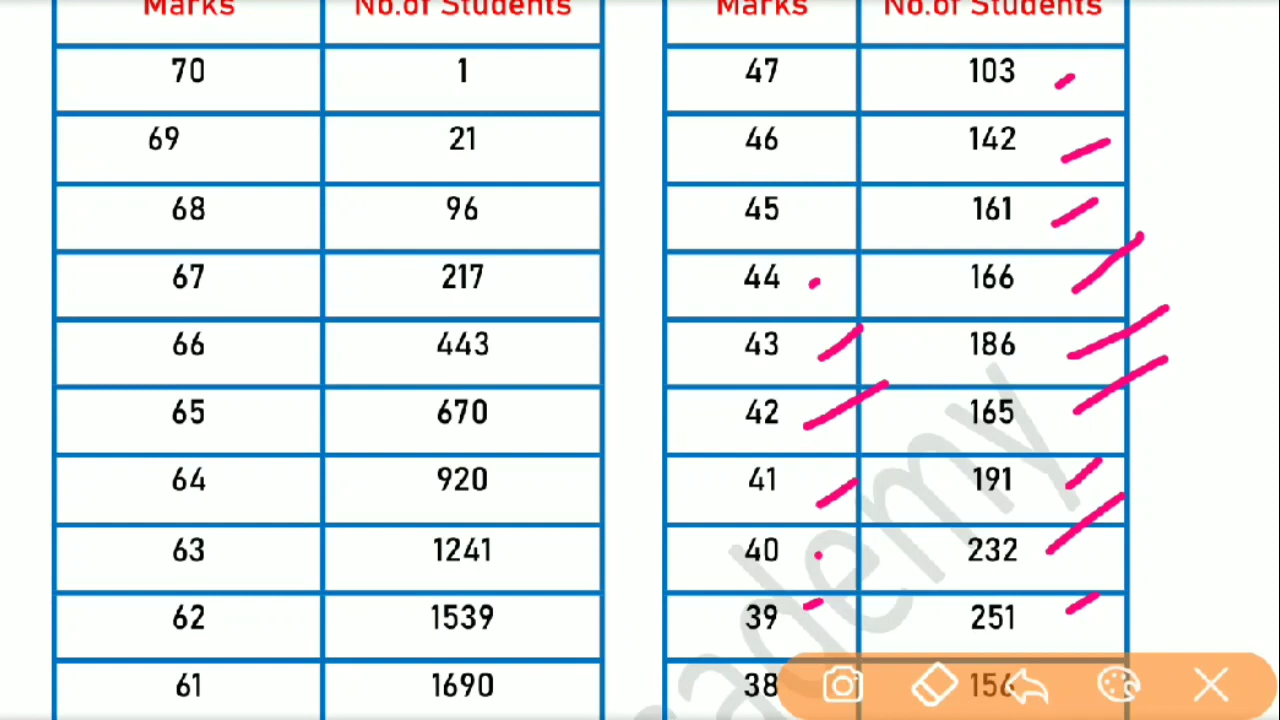 Marks No.of Students Marks No.of Students
70 1 47 103
69 21 46 142
68 96 45 161
67 217 44 166
66 443 43 186
65 670 42 165
64 920 41 191
63 1241 40 232
62 1539 39 251
61 1690 38